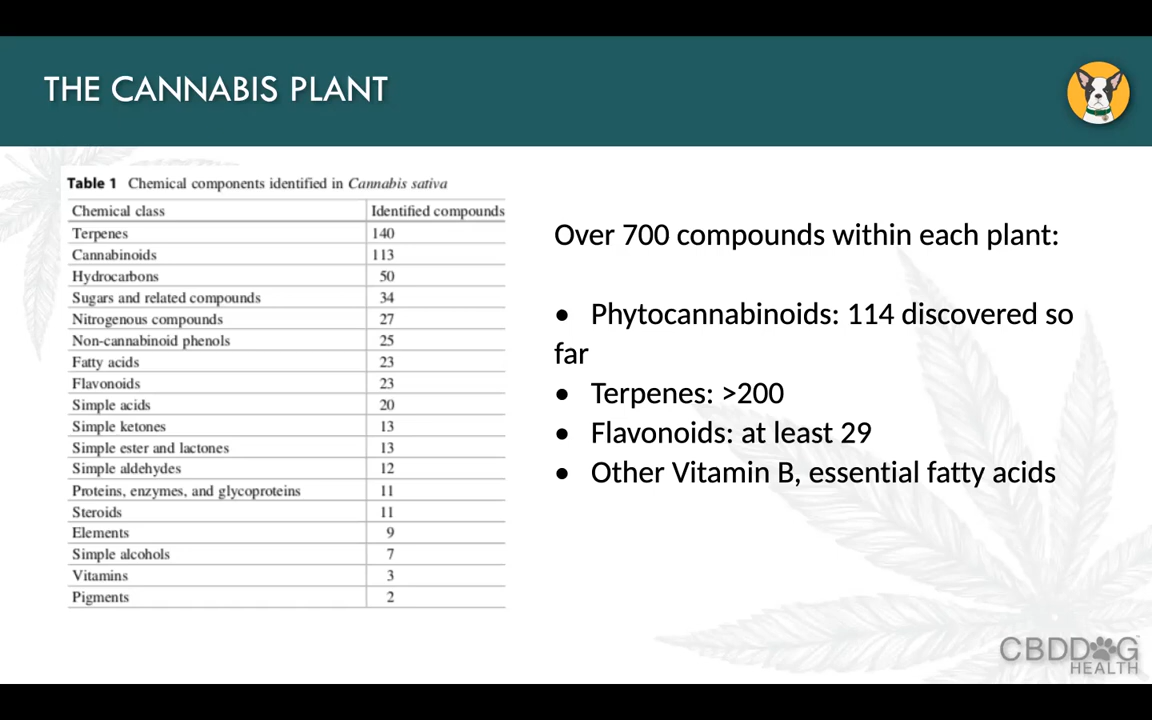 THE CANNABIS PLANT
Table 1 Chemical components identified in Cannabis sativa
Chemical class Identified compounds
Terpenes 140
Cannabinoids 113
Hydrocarbons 50
Sugars and related compounds 34
Nitrogenous compounds 27
Non-cannabinoid phenols 25
Fatty acids 23
Flavonoids 23
Simple acids 20
Simple ketones 13
Simple ester and lactones 13
Simple aldehydes 12
Proteins, enzymes, and glycoproteins 11
Steroids 11
Elements 9
Simple alcohols 7
Vitamins 3
Pigments 2
Over 700 compounds within each plant:
• Phytocannabinoids: 114 discovered so
far
• Terpenes: >200
• Flavonoids: at least 29
• Other Vitamin B, essential fatty acids
CBDDOG
HEALTH